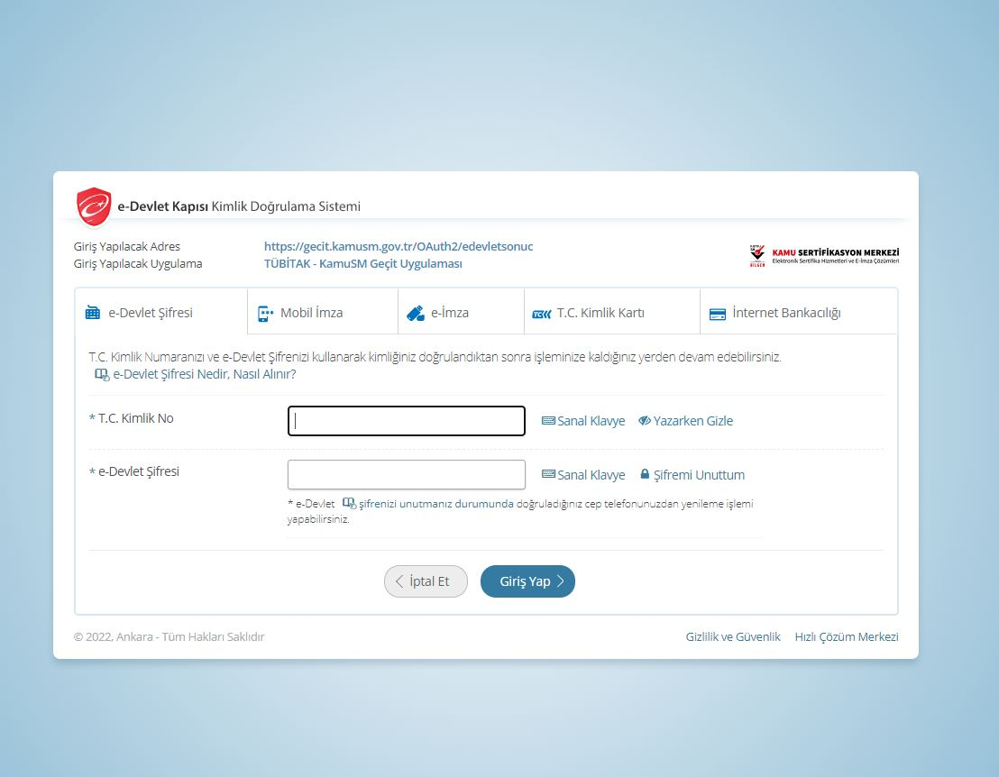 e-Devlet Kapısı Kimlik Doğrulama Sistemi
Giriş Yapılacak Adres https://gecit.kamusm.gov.tr/OAuth2/edevletsonuc
Giriş Yapılacak Uygulama TÜBİTAK - KamuSM Geçit Uygulaması
BİLGEM
KAMU SERTİFİKASYON MERKEZİ
Elektronik Sertifika Hizmetleri ve E-İmza Çözümleri
e-Devlet Şifresi Mobil İmza e-İmza T.C. Kimlik Kartı İnternet Bankacılığı
T.C. Kimlik Numaranızı ve e-Devlet Şifrenizi kullanarak kimliğiniz doğrulandıktan sonra işleminize kaldığınız yerden devam edebilirsiniz.
e-Devlet Şifresi Nedir, Nasıl Alınır?
* T.C. Kimlik No Sanal Klavye Yazarken Gizle
* e-Devlet Şifresi Sanal Klavye Şifremi Unuttum
* e-Devlet şifrenizi unutmanız durumunda doğruladığınız cep telefonunuzdan yenileme işlemi
yapabilirsiniz.
İptal Et Giriş Yap
© 2022, Ankara - Tüm Hakları Saklıdır Gizlilik ve Güvenlik Hızlı Çözüm Merkezi